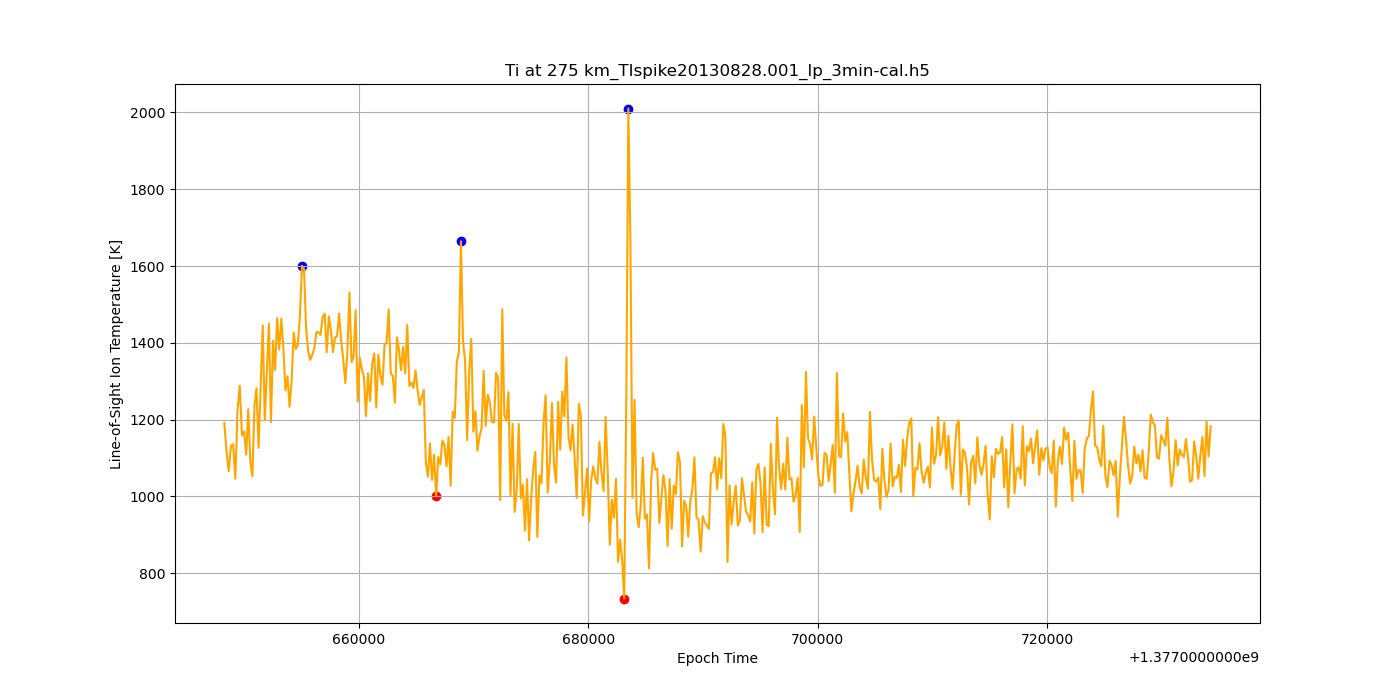 Ti at 275 km_TIspike20130828.001_lp_3min-cal.h5
Line-of-Sight Ion Temperature [K]
2000
1800
1600
1400
1200
1000
800
660000 680000 700000 720000
Epoch Time
+1.3770000000e9